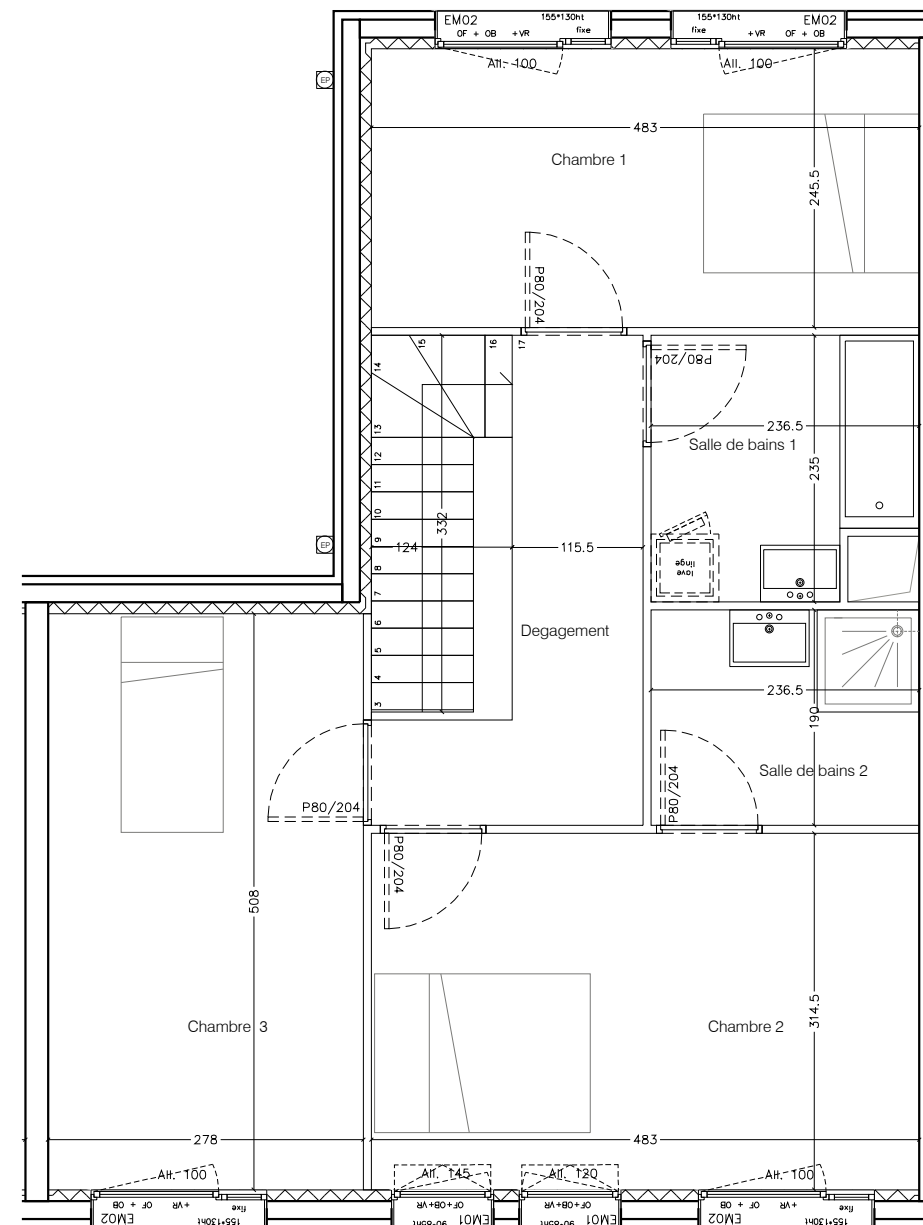 EM02 155*130ht
OF + OB +VR fixe
155*130ht EM02
fixe +VR OF + OB
All. 100
All. 100
EP
483
Chambre 1
245.5
P80/204
15
16
17
14
P80/204
13
236.5
Salle de bains 1
12
235
11
10
332
EP
9
124
115.5
8
lave
linge
7
6
Degagement
5
4
236.5
3
190
Salle de bains 2
P80/204
P80/204
P80/204
508
Chambre 3
Chambre 2
314.5
278
483
All. 100
All. 145
All. 120
All. 100
OF + OB +VR fixe
EM02 155*130ht
OF+OB+VR
90*85ht EM01
OF+OB+VR
90*85ht EM01
OF + OB +VR fixe
EM02 155*130ht